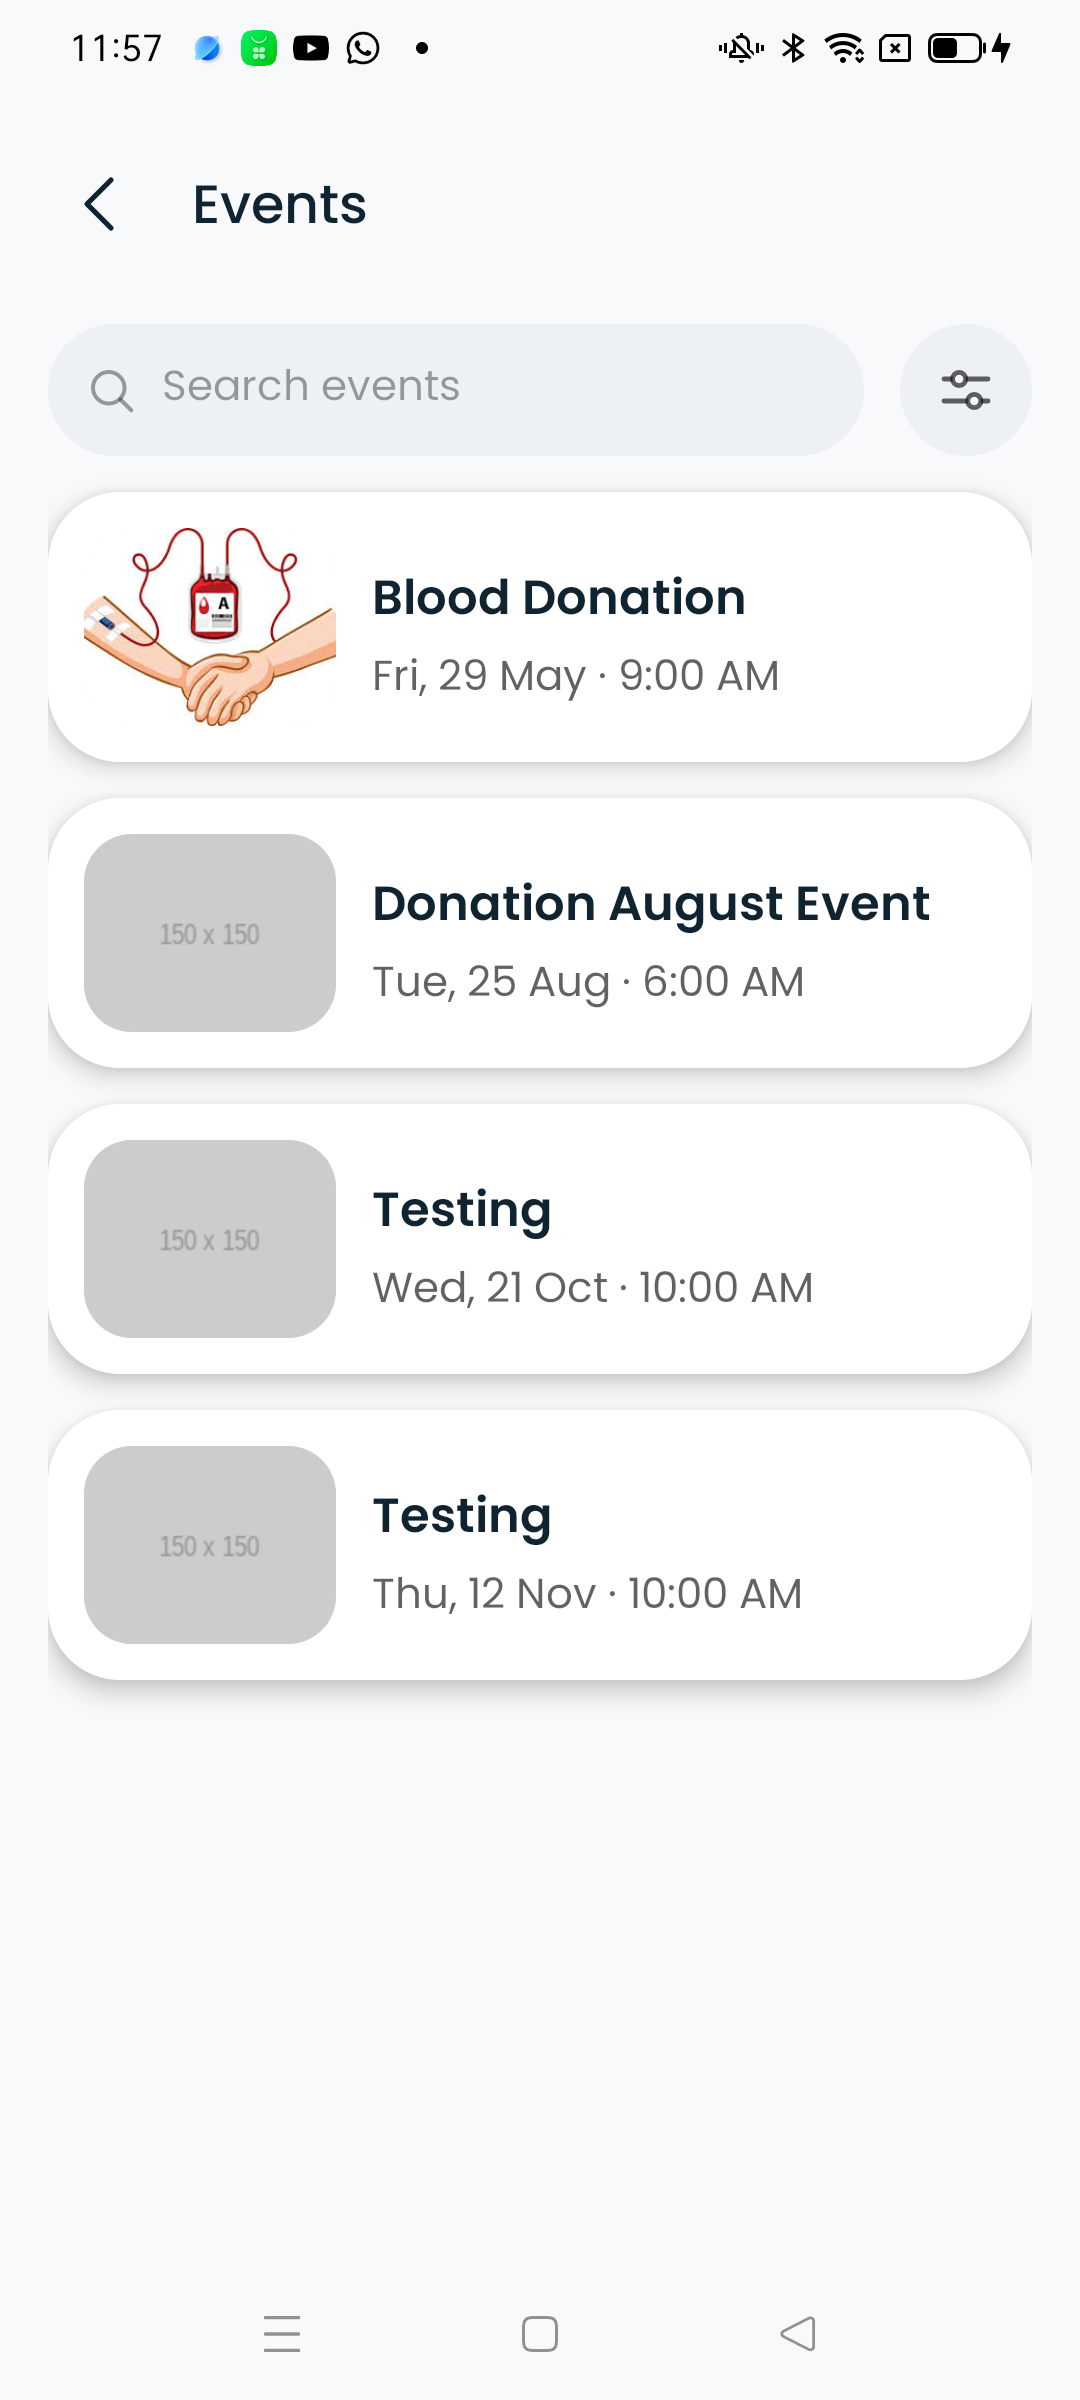 11:57
Events
Search events
A
Blood Donation
Fri, 29 May · 9:00 AM
150 x 150
Donation August Event
Tue, 25 Aug · 6:00 AM
150 x 150
Testing
Wed, 21 Oct · 10:00 AM
150 x 150
Testing
Thu, 12 Nov · 10:00 AM